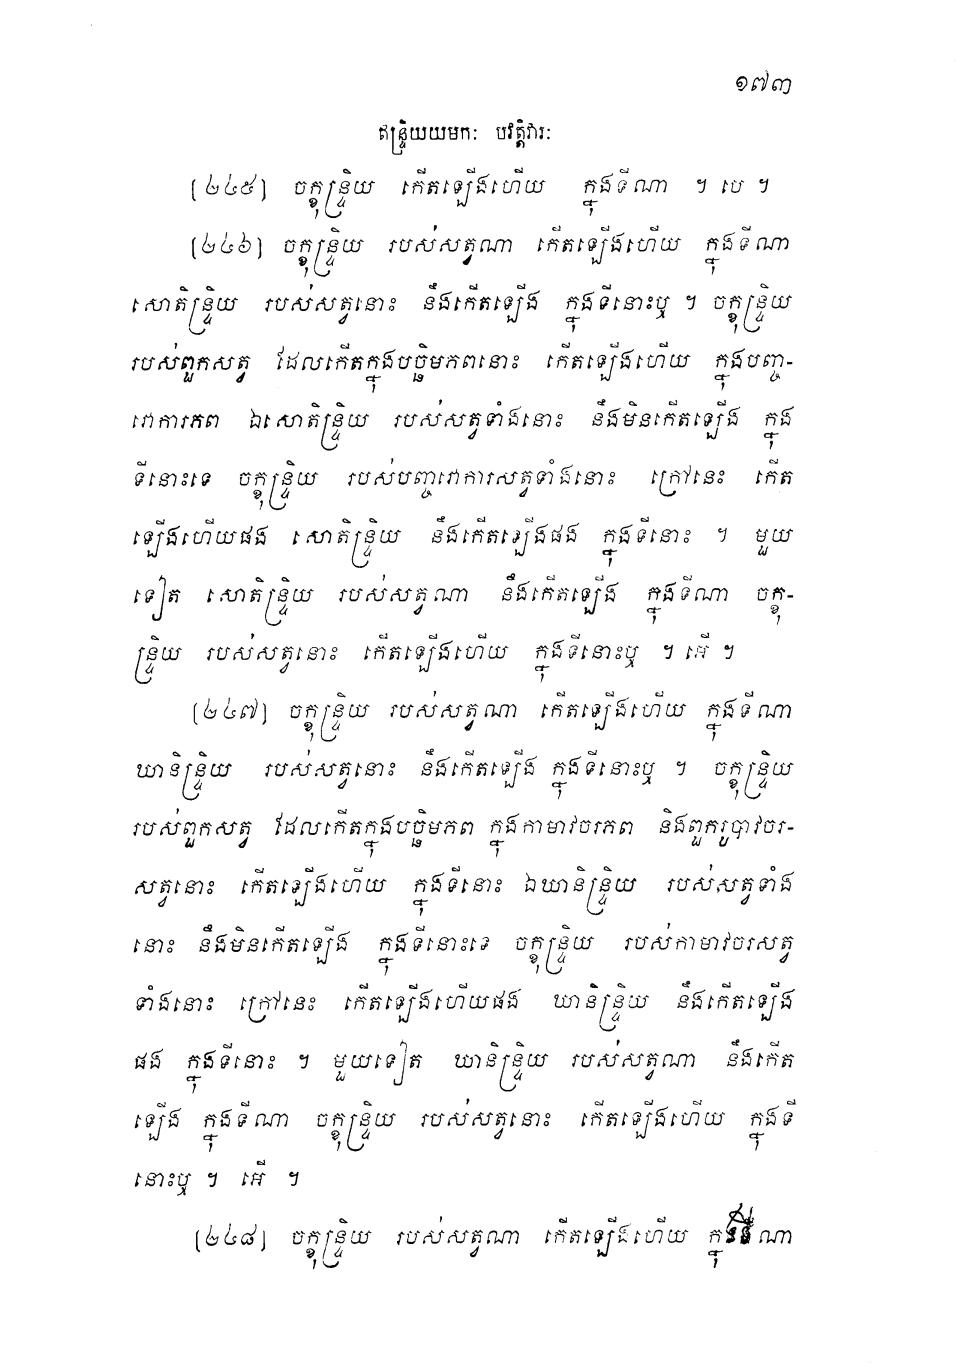 ១៧៣
ឥន្ទ្រិយយមកៈ បវត្តិវារៈ
(២៤៥) ចក្ខុន្ទ្រិយ កើតឡើងហើយ ក្នុងទីណា ។ បេ ។
(២៤៦) ចក្ខុន្ទ្រិយ របស់សត្វណា កើតឡើងហើយ ក្នុងទីណា
សោតិន្ទ្រិយ របស់សត្វនោះ នឹងកើតឡើង ក្នុងទីនោះឬ ។ ចក្ខុន្ទ្រិយ
របស់ពួកសត្វ ដែលកើតក្នុងបច្ឆិមភពនោះ កើតឡើងហើយ ក្នុងបញ្ច-
វោការភព ឯសោតិន្ទ្រិយ របស់សត្វទាំងនោះ នឹងមិនកើតឡើង ក្នុង
ទីនោះទេ ចក្ខុន្ទ្រិយ របស់បញ្ចវោការសត្វទាំងនោះ ក្រៅនេះ កើត
ឡើងហើយផង សោតិន្ទ្រិយ នឹងកើតឡើងផង ក្នុងទីនោះ ។ មួយ
ទៀត សោតិន្ទ្រិយ របស់សត្វណា នឹងកើតឡើង ក្នុងទីណា ចក្ខុ-
ន្ទ្រិយ របស់សត្វនោះ កើតឡើងហើយ ក្នុងទីនោះឬ ។ អើ ។
(២៤៧) ចក្ខុន្ទ្រិយ របស់សត្វណា កើតឡើងហើយ ក្នុងទីណា
ឃានិន្ទ្រិយ របស់សត្វនោះ នឹងកើតឡើង ក្នុងទីនោះឬ ។ ចក្ខុន្ទ្រិយ
របស់ពួកសត្វ ដែលកើតក្នុងបច្ឆិមភព ក្នុងកាមាវចរភព និងពួករូបាវចរ-
សត្វនោះ កើតឡើងហើយ ក្នុងទីនោះ ឯឃានិន្ទ្រិយ របស់សត្វទាំង
នោះ នឹងមិនកើតឡើង ក្នុងទីនោះទេ ចក្ខុន្ទ្រិយ របស់កាមាវចរសត្វ
ទាំងនោះ ក្រៅនេះ កើតឡើងហើយផង ឃានិន្ទ្រិយ នឹងកើតឡើង
ផង ក្នុងទីនោះ ។ មួយទៀត ឃានិន្ទ្រិយ របស់សត្វណា នឹងកើត
ឡើង ក្នុងទីណា ចក្ខុន្ទ្រិយ របស់សត្វនោះ កើតឡើងហើយ ក្នុងទី
នោះឬ ។ អើ ។
(២៤៨) ចក្ខុន្ទ្រិយ របស់សត្វណា កើតឡើងហើយ ក្នុងទីណា